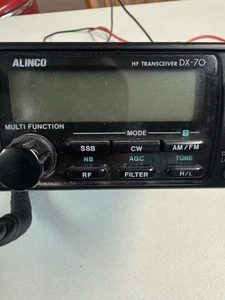 ALINCO HF TRANSCEIVER DX-70
MULTI FUNCTION
MODE T
SSB CW AM/FM
NB AGC TUNE
RF FILTER H/L